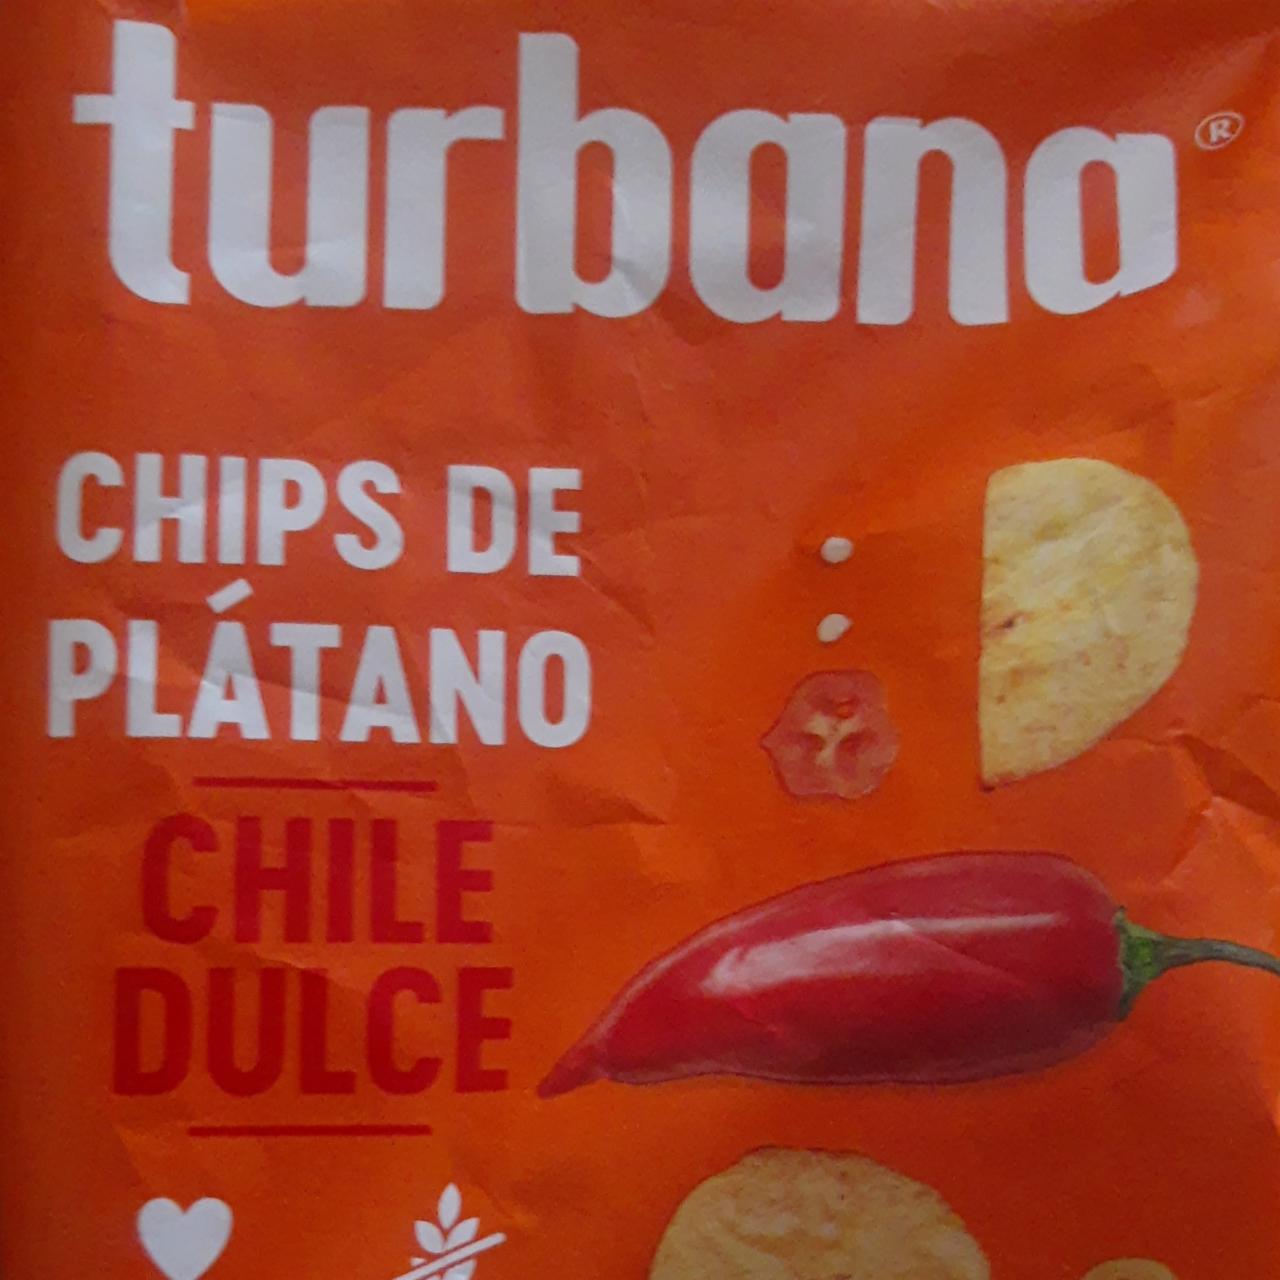 turbana®
CHIPS DE
PLÁTANO
CHILE
DULCE